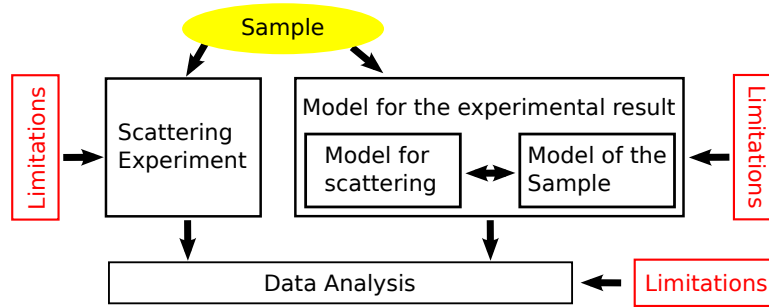 Sample
Limitations
Scattering
Experiment
Model for the experimental result
Model for
scattering
Model of the
Sample
Limitations
Data Analysis
Limitations